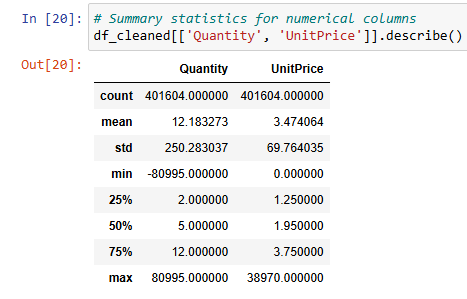 In [20]: # Summary statistics for numerical columns
df_cleaned[['Quantity', 'UnitPrice']].describe()
Out[20]:
Quantity UnitPrice
count 401604.000000 401604.000000
mean 12.183273 3.474064
std 250.283037 69.764035
min -80995.000000 0.000000
25% 2.000000 1.250000
50% 5.000000 1.950000
75% 12.000000 3.750000
max 80995.000000 38970.000000